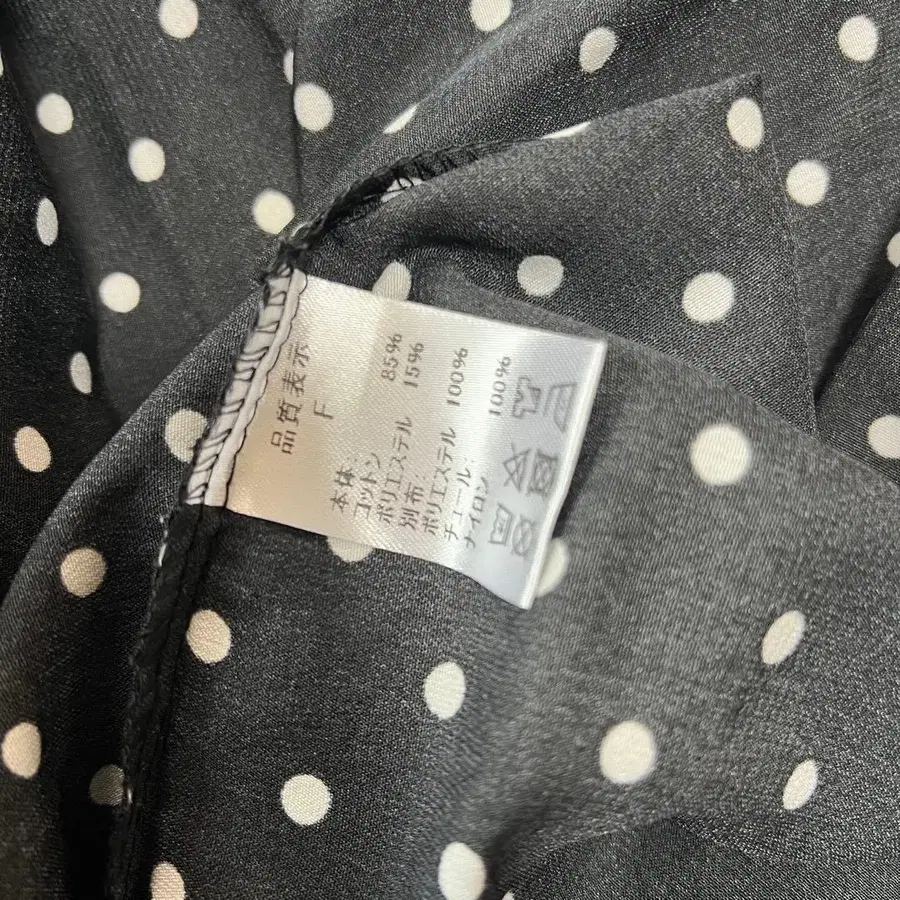 品質表示
F
本体:
コットン 85%
ポリエステル 15%
別布:
ポリエステル 100%
チュール:
ナイロン 100%